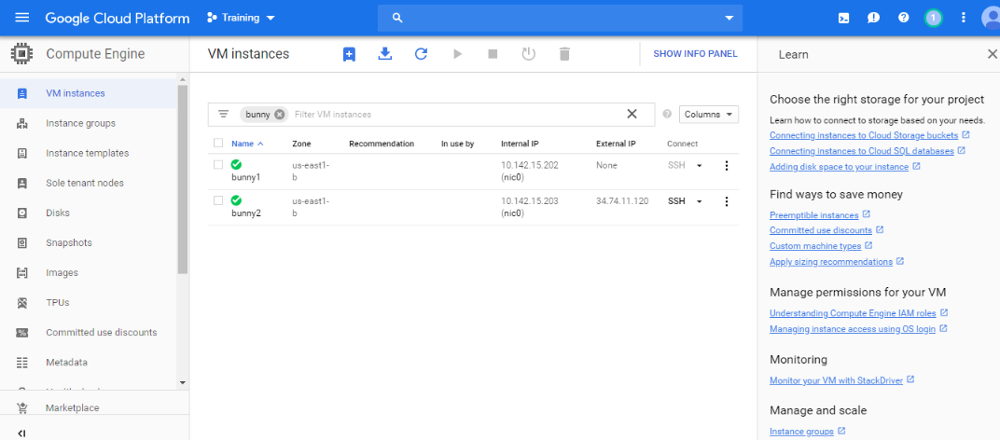 Google Cloud Platform
Training
1
Compute Engine
VM instances
SHOW INFO PANEL
Learn
VM instances
Instance groups
Instance templates
Sole tenant nodes
Disks
Snapshots
Images
TPUs
Committed use discounts
Metadata
Marketplace
bunny
Filter VM instances
Columns
Name Zone Recommendation In use by Internal IP External IP Connect
bunny1 us-east1-b 10.142.15.202 (nic0) None SSH
bunny2 us-east1-b 10.142.15.203 (nic0) 34.74.11.120 SSH
Choose the right storage for your project
Learn how to connect to storage based on your needs.
Connecting instances to Cloud Storage buckets
Connecting instances to Cloud SQL databases
Adding disk space to your instance
Find ways to save money
Preemptible instances
Committed use discounts
Custom machine types
Apply sizing recommendations
Manage permissions for your VM
Understanding Compute Engine IAM roles
Managing instance access using OS login
Monitoring
Monitor your VM with StackDriver
Manage and scale
Instance groups